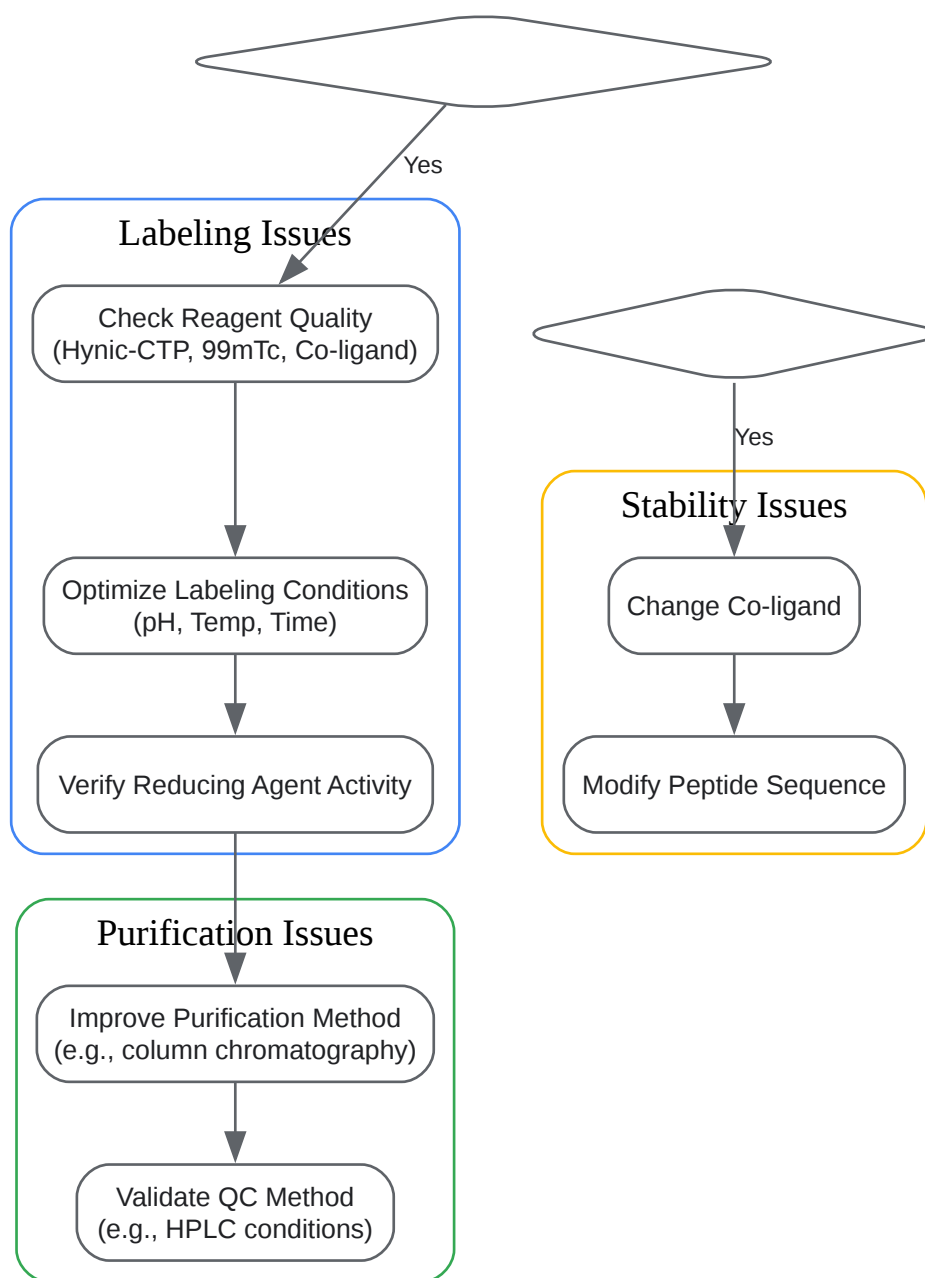 Yes
Labeling Issues
Check Reagent Quality
(Hynic-CTP, 99mTc, Co-ligand)
Optimize Labeling Conditions
(pH, Temp, Time)
Verify Reducing Agent Activity
Purification Issues
Improve Purification Method
(e.g., column chromatography)
Validate QC Method
(e.g., HPLC conditions)
Yes
Stability Issues
Change Co-ligand
Modify Peptide Sequence